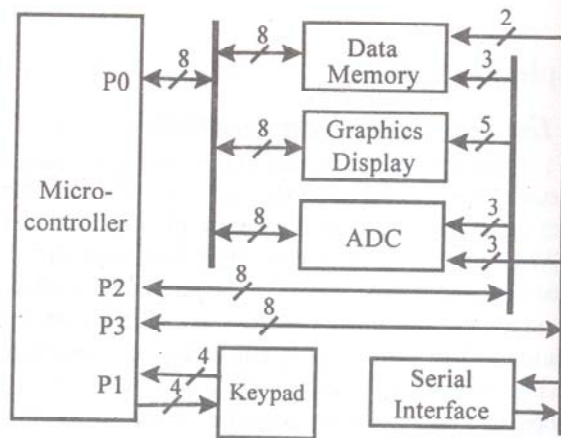 2
8
Data
Memory
8
3
P0
8
Graphics
Display
5
Micro-
controller
8
ADC
3
3
P2
8
P3
8
P1
4
4
Keypad
Serial
Interface